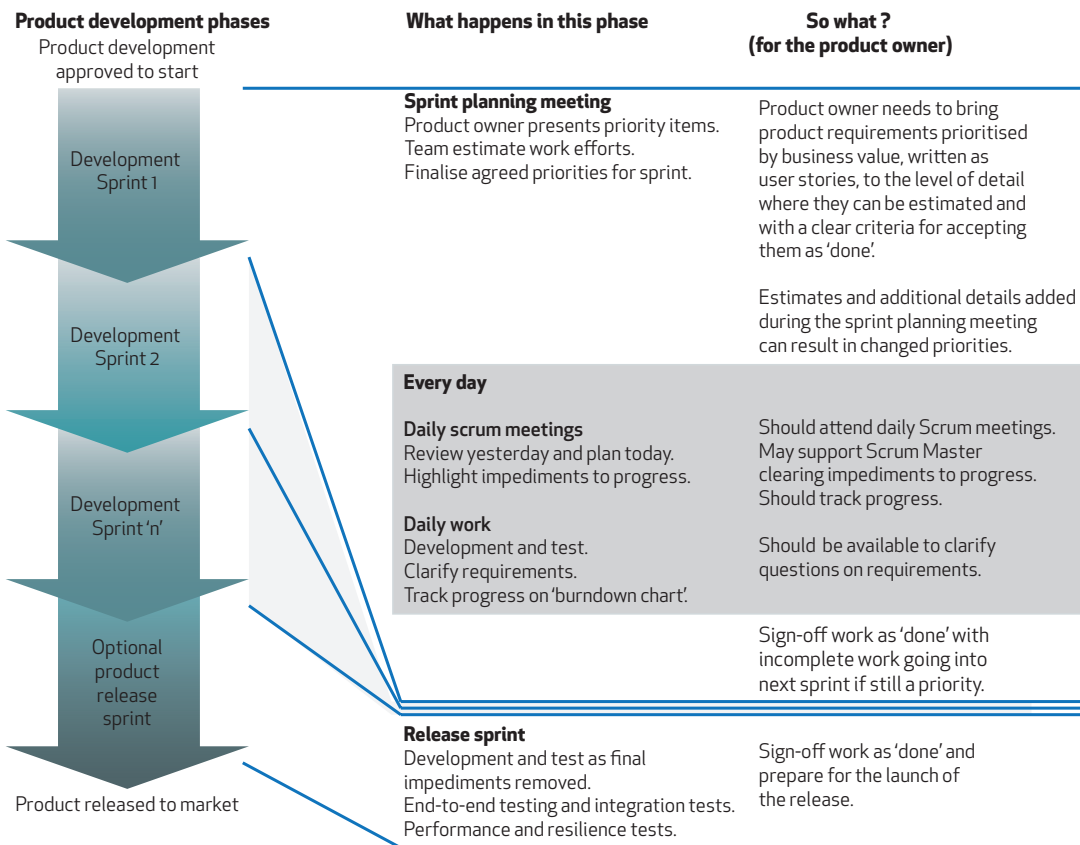 Product development phases
Product development
approved to start
Development
Sprint 1
Development
Sprint 2
Development
Sprint ‘n’
Optional
product
release
sprint
Product released to market
What happens in this phase
Sprint planning meeting
Product owner presents priority items.
Team estimate work efforts.
Finalise agreed priorities for sprint.
Every day
Daily scrum meetings
Review yesterday and plan today.
Highlight impediments to progress.
Daily work
Development and test.
Clarify requirements.
Track progress on ‘burndown chart’.
Release sprint
Development and test as final
impediments removed.
End-to-end testing and integration tests.
Performance and resilience tests.
So what ?
(for the product owner)
Product owner needs to bring
product requirements prioritised
by business value, written as
user stories, to the level of detail
where they can be estimated and
with a clear criteria for accepting
them as ‘done’.
Estimates and additional details added
during the sprint planning meeting
can result in changed priorities.
Should attend daily Scrum meetings.
May support Scrum Master
clearing impediments to progress.
Should track progress.
Should be available to clarify
questions on requirements.
Sign-off work as ‘done’ with
incomplete work going into
next sprint if still a priority.
Sign-off work as ‘done’ and
prepare for the launch of
the release.